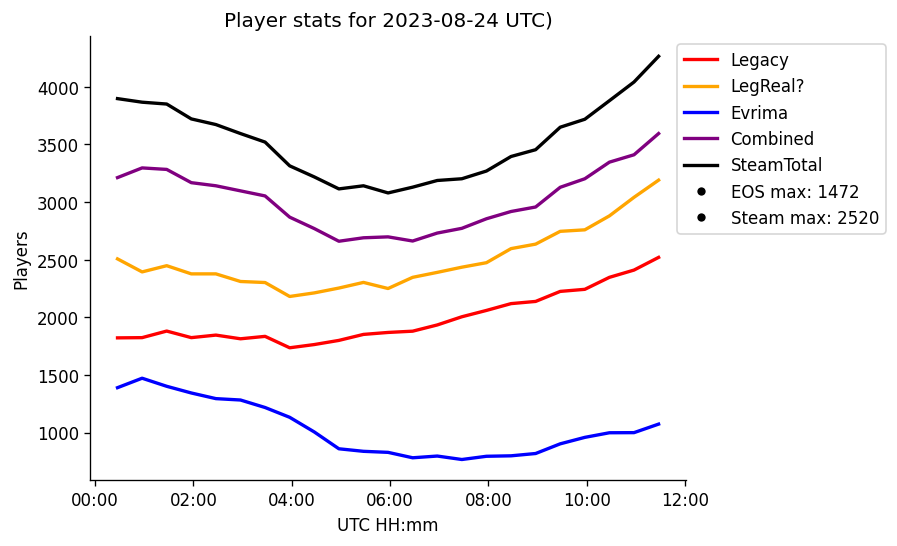 Player stats for 2023-08-24 UTC)
Players
4000
3500
3000
2500
2000
1500
1000
00:00 02:00 04:00 06:00 08:00 10:00 12:00
UTC HH:mm
Legacy
LegReal?
Evrima
Combined
SteamTotal
EOS max: 1472
Steam max: 2520